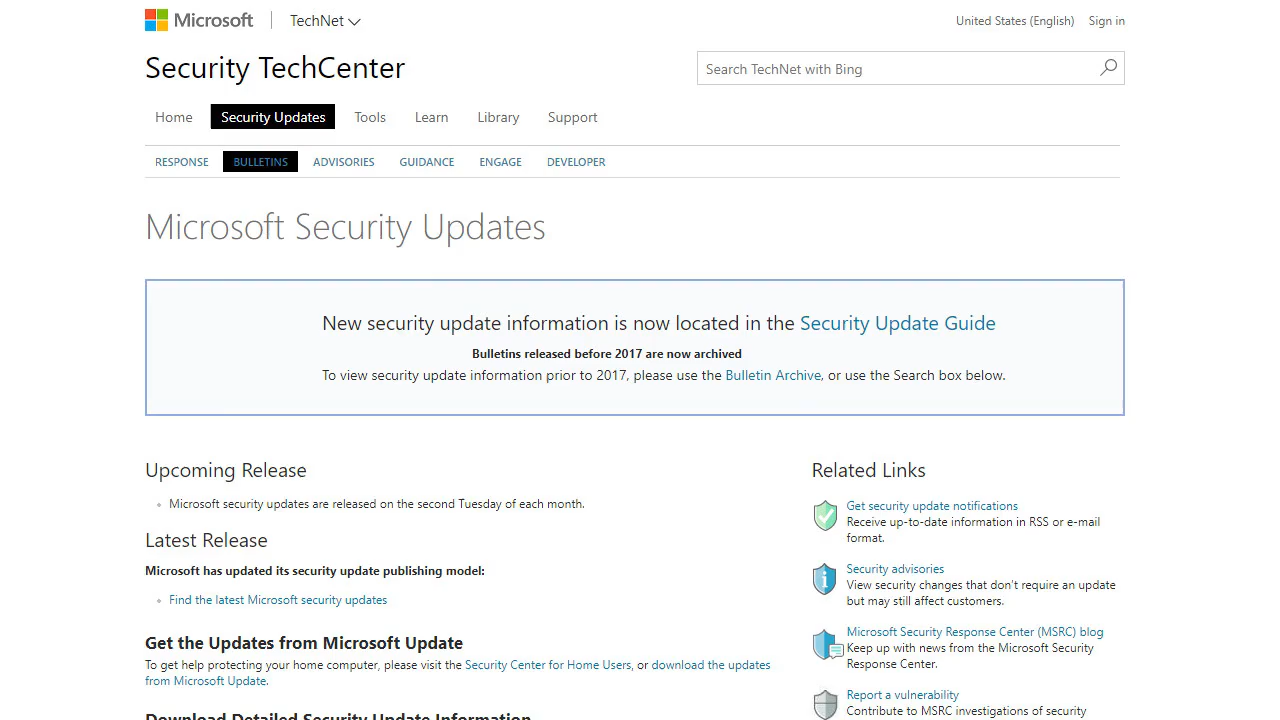 Microsoft TechNet United States (English) Sign in
Security TechCenter
Search TechNet with Bing
Home Security Updates Tools Learn Library Support
RESPONSE BULLETINS ADVISORIES GUIDANCE ENGAGE DEVELOPER
Microsoft Security Updates
New security update information is now located in the Security Update Guide
Bulletins released before 2017 are now archived
To view security update information prior to 2017, please use the Bulletin Archive, or use the Search box below.
Upcoming Release
Microsoft security updates are released on the second Tuesday of each month.
Latest Release
Microsoft has updated its security update publishing model:
Find the latest Microsoft security updates
Get the Updates from Microsoft Update
To get help protecting your home computer, please visit the Security Center for Home Users, or download the updates
from Microsoft Update.
Download Detailed Security Update Information
Related Links
Get security update notifications
Receive up-to-date information in RSS or e-mail
format.
Security advisories
View security changes that don't require an update
but may still affect customers.
Microsoft Security Response Center (MSRC) blog
Keep up with news from the Microsoft Security
Response Center.
Report a vulnerability
Contribute to MSRC investigations of security